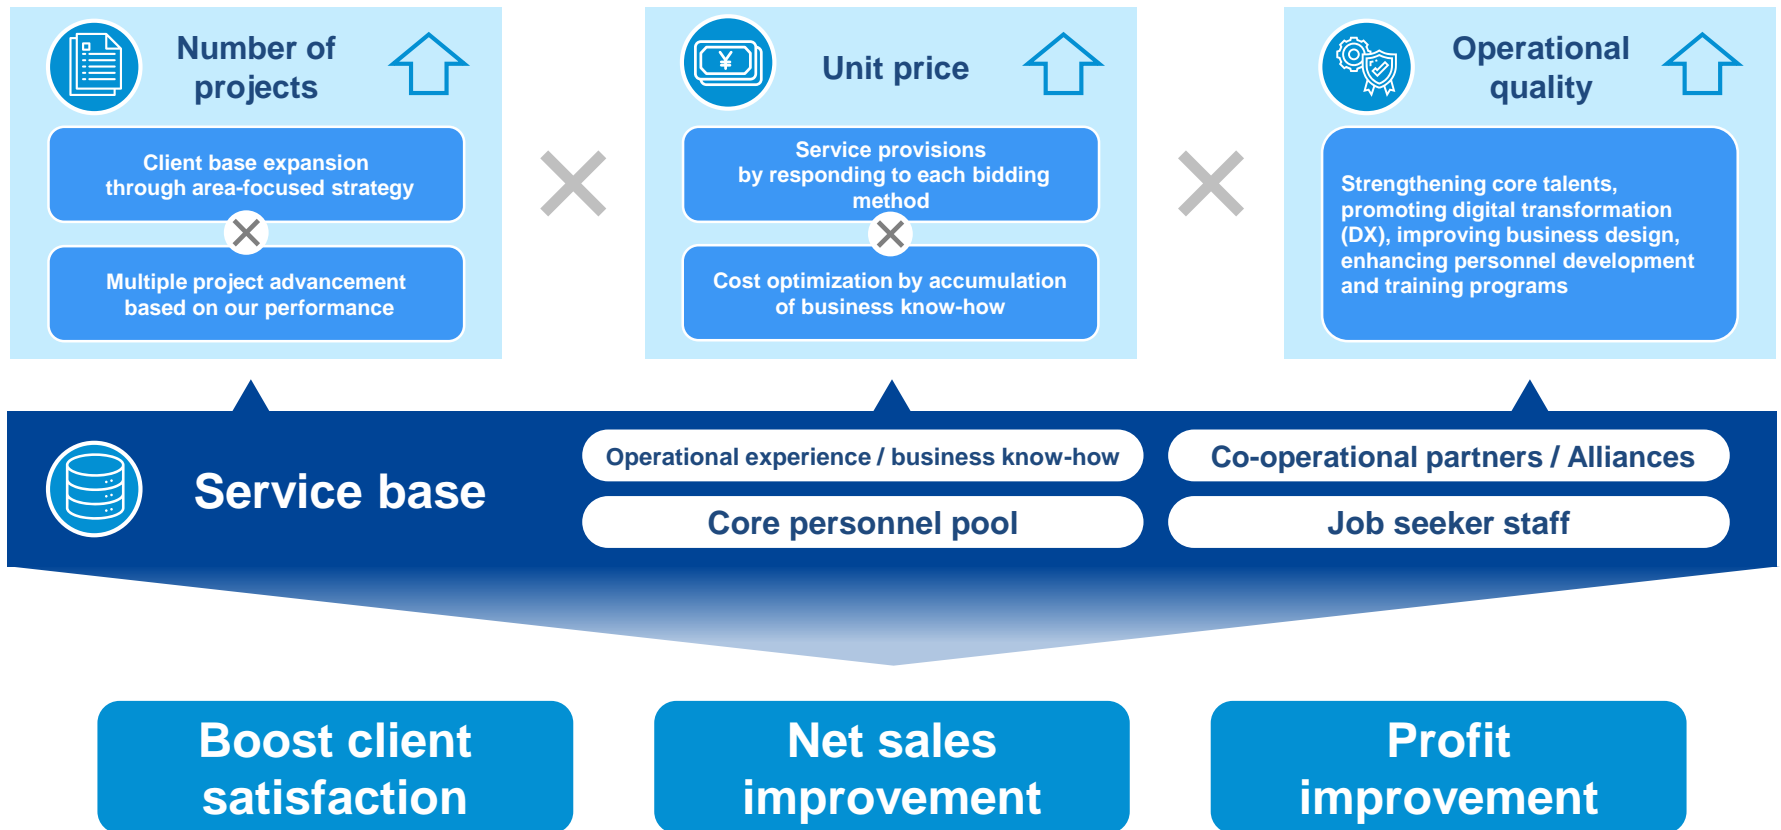 Number of
projects
Client base expansion
through area-focused strategy
Multiple project advancement
based on our performance
¥
Unit price
Service provisions
by responding to each bidding
method
Cost optimization by accumulation
of business know-how
Operational
quality
Strengthening core talents,
promoting digital transformation
(DX), improving business design,
enhancing personnel development
and training programs
Service base
Operational experience / business know-how
Co-operational partners / Alliances
Core personnel pool
Job seeker staff
Boost client
satisfaction
Net sales
improvement
Profit
improvement